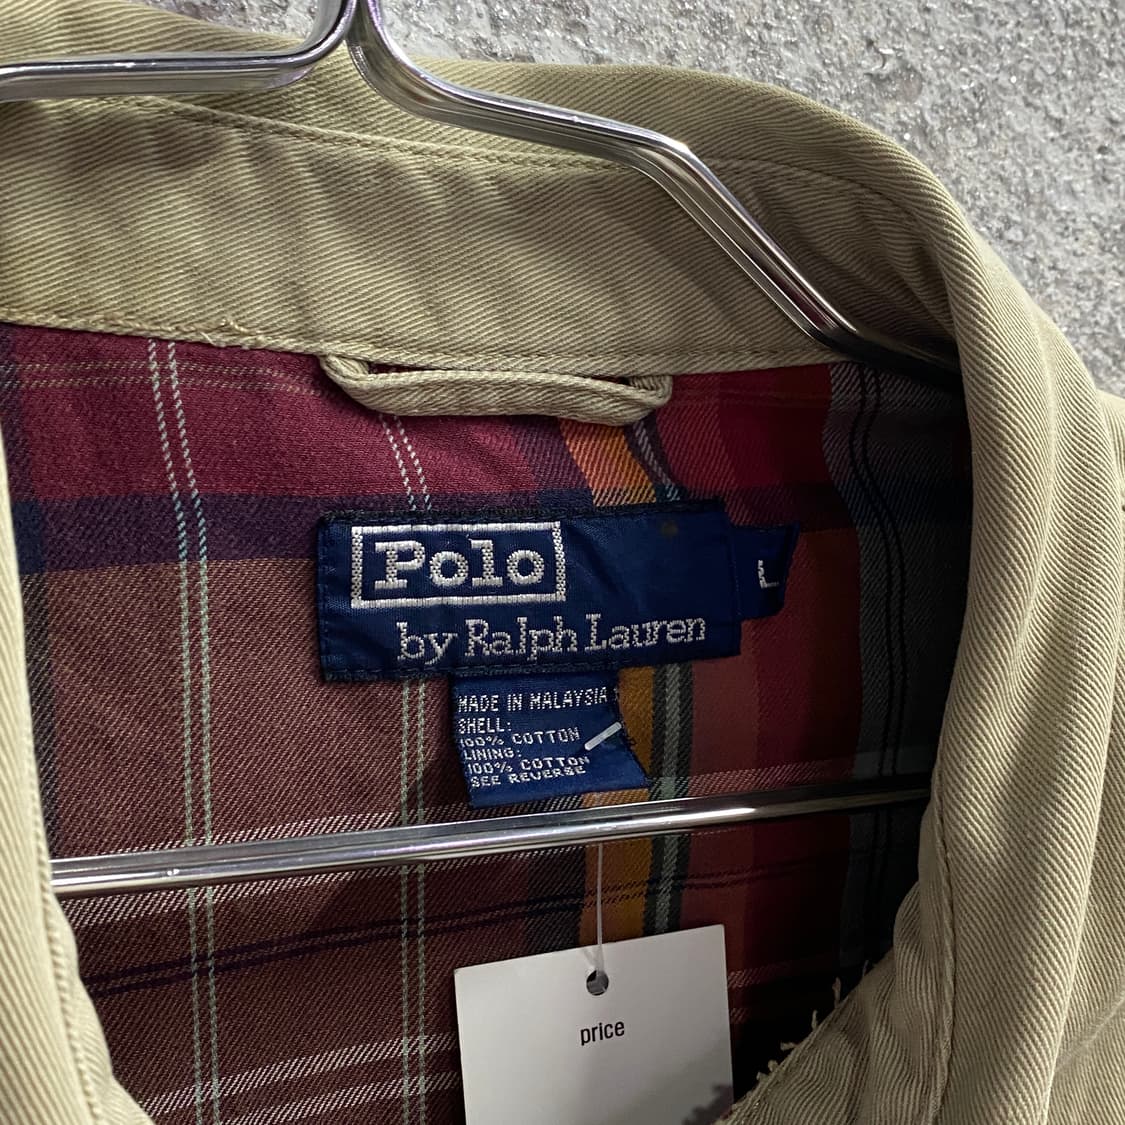 Polo
by Ralph Lauren
L
MADE IN MALAYSIA
SHELL:
100% COTTON
LINING:
100% COTTON
SEE REVERSE
price